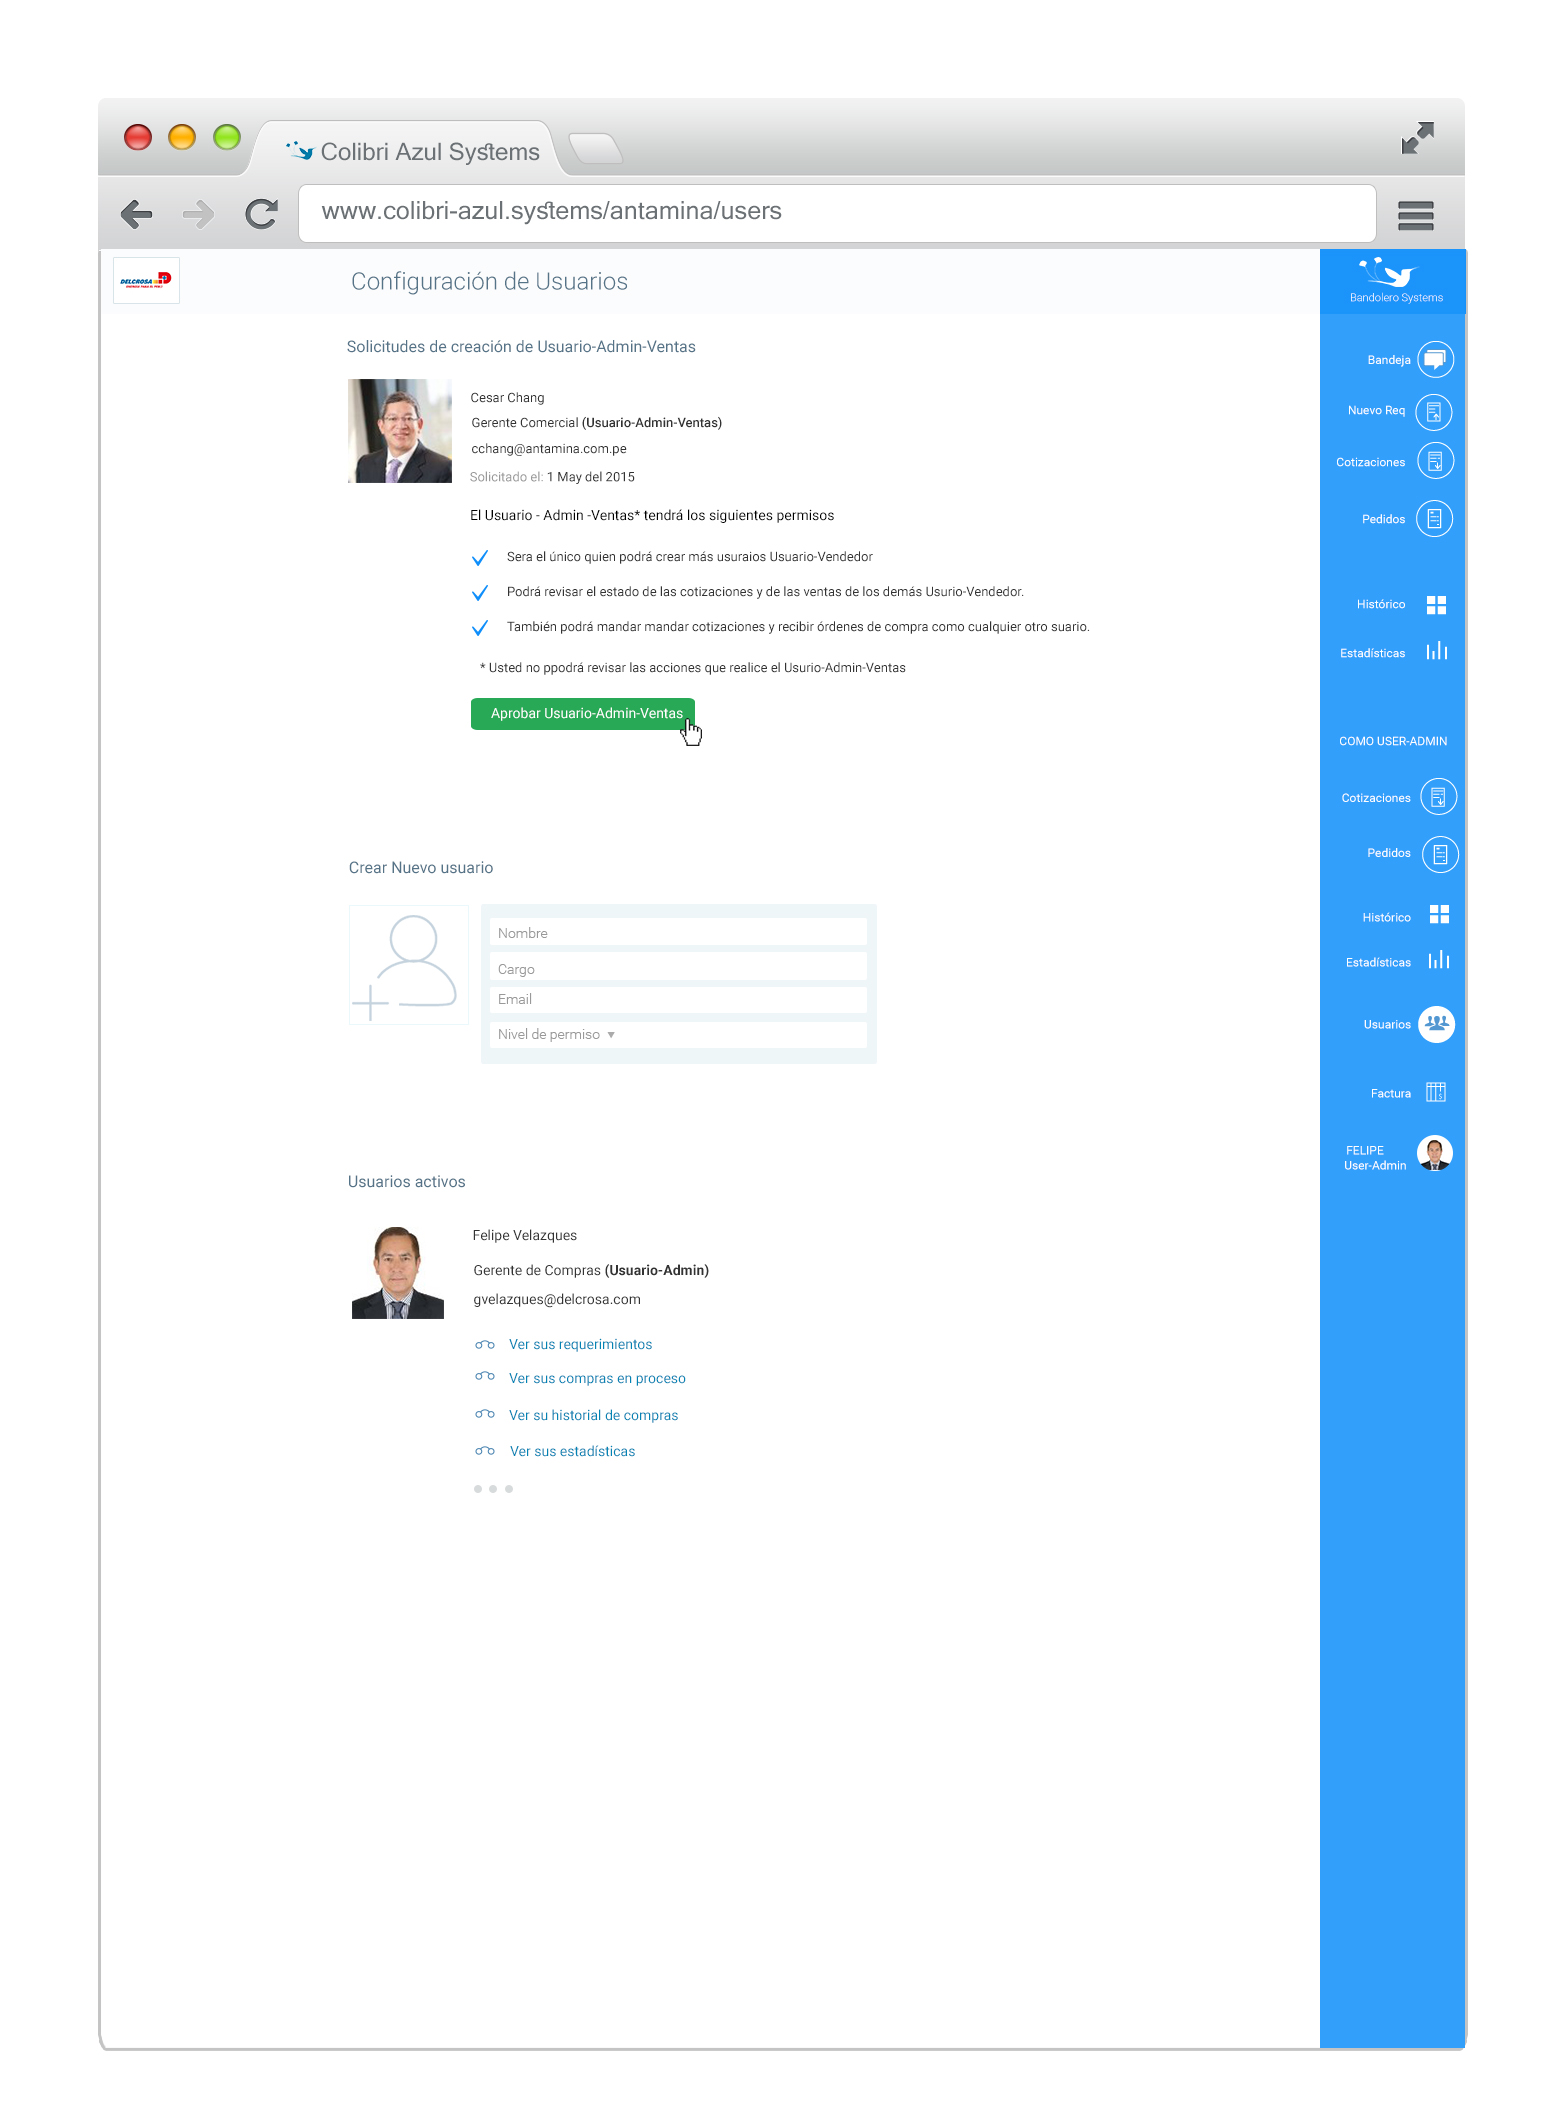 Colibri Azul Systems
www.colibri-azul.systems/antamina/users
DELCROSA
Configuración de Usuarios
Bandolero Systems
Solicitudes de creación de Usuario-Admin-Ventas
Cesar Chang
Gerente Comercial (Usuario-Admin-Ventas)
cchang@antamina.com.pe
Solicitado el: 1 May del 2015
El Usuario - Admin -Ventas* tendrá los siguientes permisos
Sera el único quien podrá crear más usuraios Usuario-Vendedor
Podrá revisar el estado de las cotizaciones y de las ventas de los demás Usurio-Vendedor.
También podrá mandar mandar cotizaciones y recibir órdenes de compra como cualquier otro suario.
* Usted no ppodrá revisar las acciones que realice el Usurio-Admin-Ventas
Aprobar Usuario-Admin-Ventas
Crear Nuevo usuario
Nombre
Cargo
Email
Nivel de permiso
Usuarios activos
Felipe Velazques
Gerente de Compras (Usuario-Admin)
gvelazques@delcrosa.com
Ver sus requerimientos
Ver sus compras en proceso
Ver su historial de compras
Ver sus estadísticas
Bandeja
Nuevo Req
Cotizaciones
Pedidos
Histórico
Estadísticas
COMO USER-ADMIN
Cotizaciones
Pedidos
Histórico
Estadísticas
Usuarios
Factura
FELIPE
User-Admin